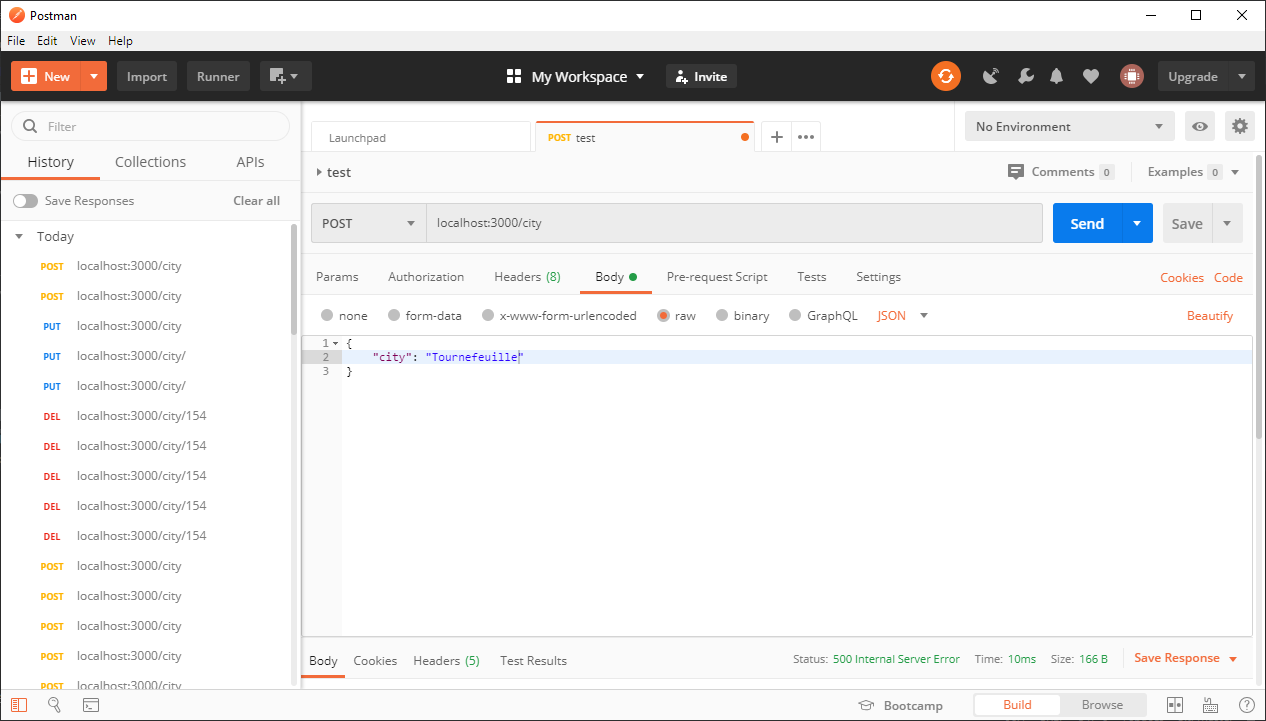 Postman
File Edit View Help
New Import Runner My Workspace Invite Upgrade
Filter
History Collections APIs
Save Responses Clear all
Today
POST localhost:3000/city
POST localhost:3000/city
PUT localhost:3000/city
PUT localhost:3000/city/
PUT localhost:3000/city/
DEL localhost:3000/city/154
DEL localhost:3000/city/154
DEL localhost:3000/city/154
DEL localhost:3000/city/154
DEL localhost:3000/city/154
POST localhost:3000/city
POST localhost:3000/city
POST localhost:3000/city
POST localhost:3000/city
POST localhost:3000/city
Launchpad POST test No Environment
test Comments 0 Examples 0
POST localhost:3000/city Send Save
Params Authorization Headers (8) Body Pre-request Script Tests Settings Cookies Code
none form-data x-www-form-urlencoded raw binary GraphQL JSON Beautify
1 {
2 "city": "Tournefeuille"
3 }
Body Cookies Headers (5) Test Results Status: 500 Internal Server Error Time: 10ms Size: 166 B Save Response
Bootcamp Build Browse